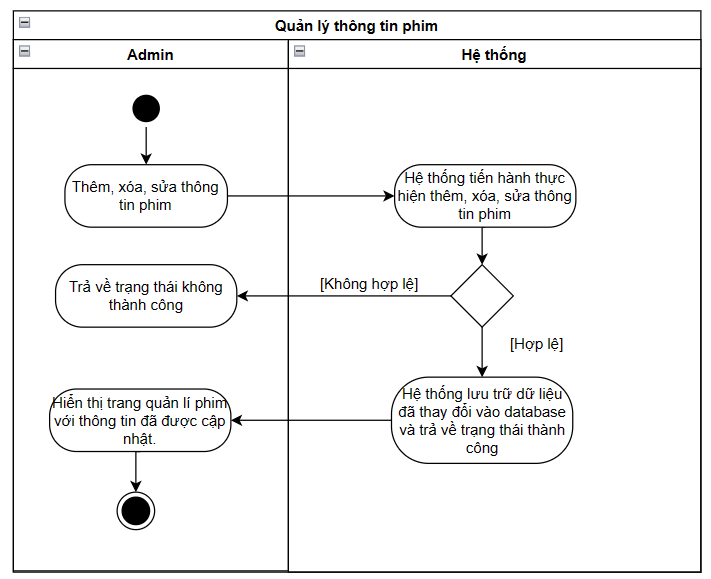 Quản lý thông tin phim
Admin
Hệ thống
Thêm, xóa, sửa thông
tin phim
Hệ thống tiến hành thực
hiện thêm, xóa, sửa thông
tin phim
Trả về trạng thái không
thành công
[Không hợp lệ]
[Hợp lệ]
Hiển thị trang quản lí phim
với thông tin đã được cập
nhật.
Hệ thống lưu trữ dữ liệu
đã thay đổi vào database
và trả về trạng thái thành
công